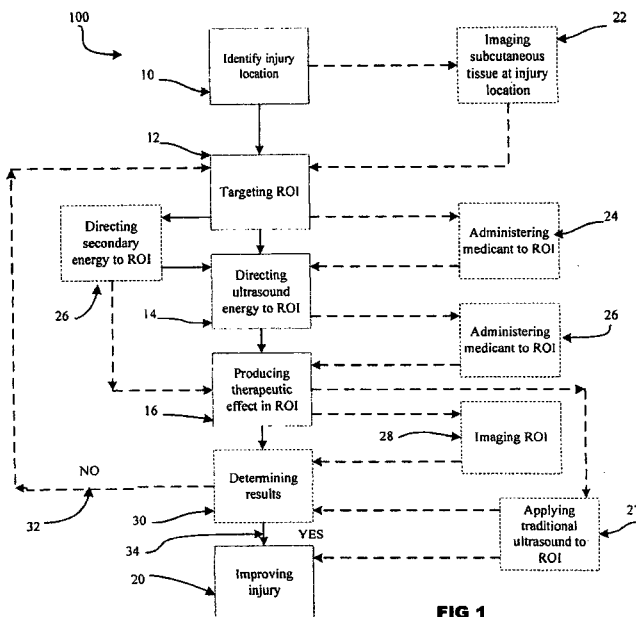 100
10
Identify injury
location
Imaging
subcutaneous
tissue at injury
location
22
12
Targeting ROI
Directing
secondary
energy to ROI
26
Administering
medicant to ROI
24
Directing
ultrasound
energy to ROI
14
Administering
medicant to ROI
26
Producing
therapeutic
effect in ROI
16
28
Imaging ROI
NO
32
Determining
results
30
34
YES
Applying
traditional
ultrasound to
ROI
Improving
injury
20
FIG 1